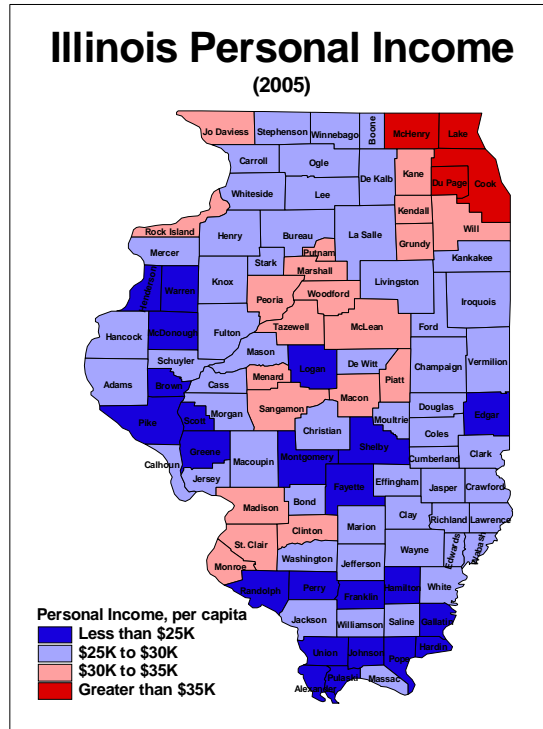 Illinois Personal Income
(2005)
Jo Daviess
Stephenson
Winnebago
Boone
McHenry
Lake
Carroll
Ogle
De Kalb
Kane
Du Page
Cook
Whiteside
Lee
Kendall
Rock Island
Henry
Bureau
La Salle
Grundy
Will
Mercer
Putnam
Kankakee
Henderson
Warren
Knox
Stark
Marshall
Livingston
Iroquois
Peoria
Woodford
McDonough
Fulton
Tazewell
McLean
Ford
Hancock
Schuyler
Mason
Logan
De Witt
Champaign
Vermilion
Adams
Brown
Cass
Menard
Piatt
Macon
Pike
Scott
Morgan
Sangamon
Christian
Moultrie
Douglas
Edgar
Coles
Greene
Macoupin
Montgomery
Shelby
Cumberland
Clark
Calhoun
Jersey
Fayette
Effingham
Jasper
Crawford
Madison
Bond
Clay
Richland
Lawrence
Clinton
Marion
St. Clair
Washington
Jefferson
Wayne
Edwards
Wabash
Monroe
Randolph
Perry
Franklin
Hamilton
White
Jackson
Williamson
Saline
Gallatin
Union
Johnson
Pope
Hardin
Alexander
Pulaski
Massac
Personal Income, per capita
Less than $25K
$25K to $30K
$30K to $35K
Greater than $35K